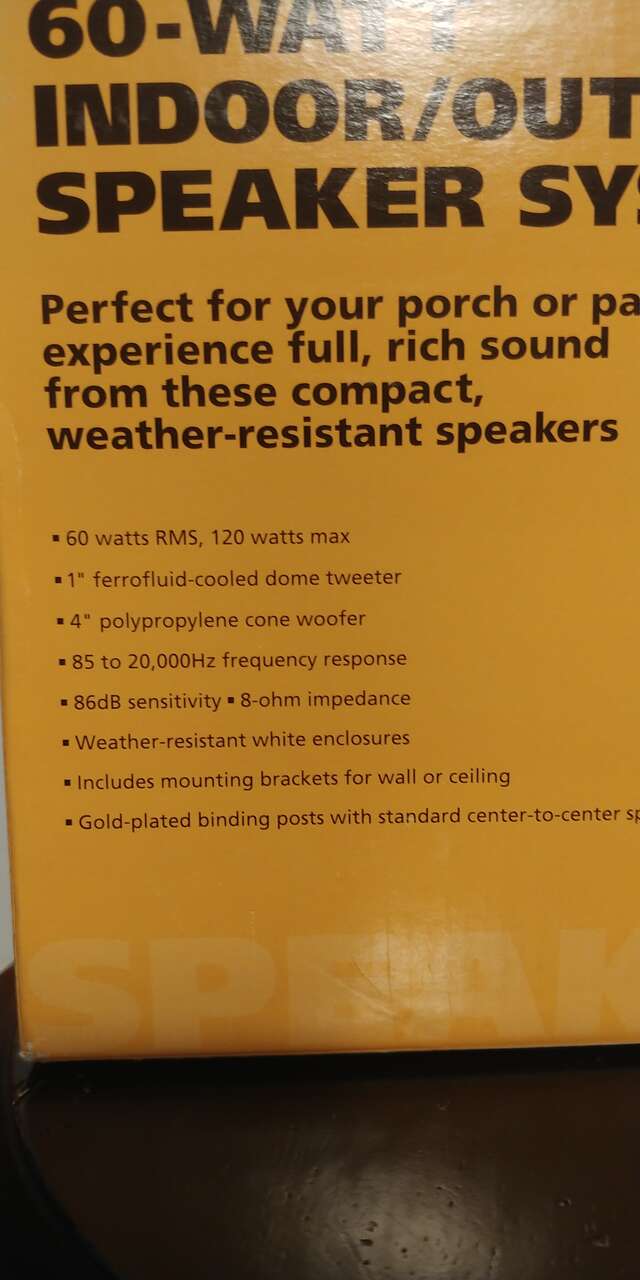 60-WATT
INDOOR/OUT
SPEAKER SYS
Perfect for your porch or pa
experience full, rich sound
from these compact,
weather-resistant speakers
▪ 60 watts RMS, 120 watts max
▪ 1" ferrofluid-cooled dome tweeter
▪ 4" polypropylene cone woofer
▪ 85 to 20,000Hz frequency response
▪ 86dB sensitivity ▪ 8-ohm impedance
▪ Weather-resistant white enclosures
▪ Includes mounting brackets for wall or ceiling
▪ Gold-plated binding posts with standard center-to-center sp
SPEAK